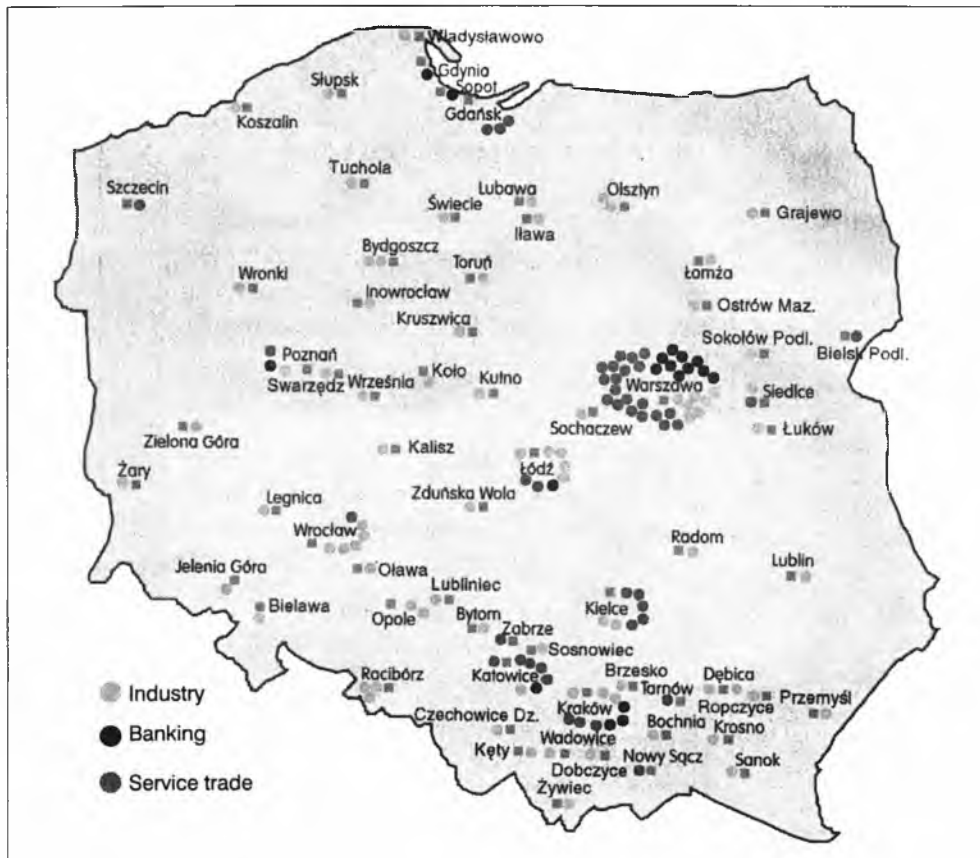 Władysławowo
Gdynia
Słupsk
Sopot
Koszalin
Gdańsk
Tuchola
Szczecin
Lubawa
Olsztyn
Świecie
Grajewo
Iława
Bydgoszcz
Toruń
Łomża
Wronki
Inowrocław
Ostrów Maz.
Kruszwica
Sokołów Podl.
Bielsk Podl.
Poznań
Koło
Warszawa
Swarzędz
Września
Kutno
Siedlce
Sochaczew
Łuków
Zielona Góra
Kalisz
Łódź
Żary
Zduńska Wola
Legnica
Wrocław
Radom
Lublin
Jelenia Góra
Oława
Lubliniec
Bielawa
Opole
Bytom
Kielce
Zabrze
Sosnowiec
Katowice
Brzesko
Dębica
Rocibórz
Tarnów
Przemyśl
Kraków
Ropczyce
Czechowice Dz.
Bochnia
Krosno
Wadowice
Kęty
Nowy Sącz
Dobczyce
Sanok
Żywiec
Industry
Banking
Service trade